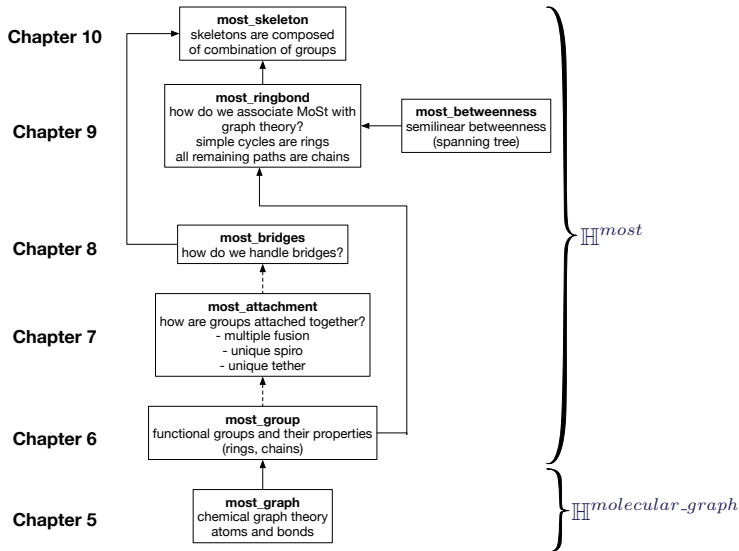 Chapter 10
most_skeleton
skeletons are composed
of combination of groups
Chapter 9
most_ringbond
how do we associate MoSt with
graph theory?
simple cycles are rings
all remaining paths are chains
most_betweenness
semilinear betweenness
(spanning tree)
ℍ^most
Chapter 8
most_bridges
how do we handle bridges?
Chapter 7
most_attachment
how are groups attached together?
- multiple fusion
- unique spiro
- unique tether
Chapter 6
most_group
functional groups and their properties
(rings, chains)
Chapter 5
most_graph
chemical graph theory
atoms and bonds
ℍ^molecular_graph